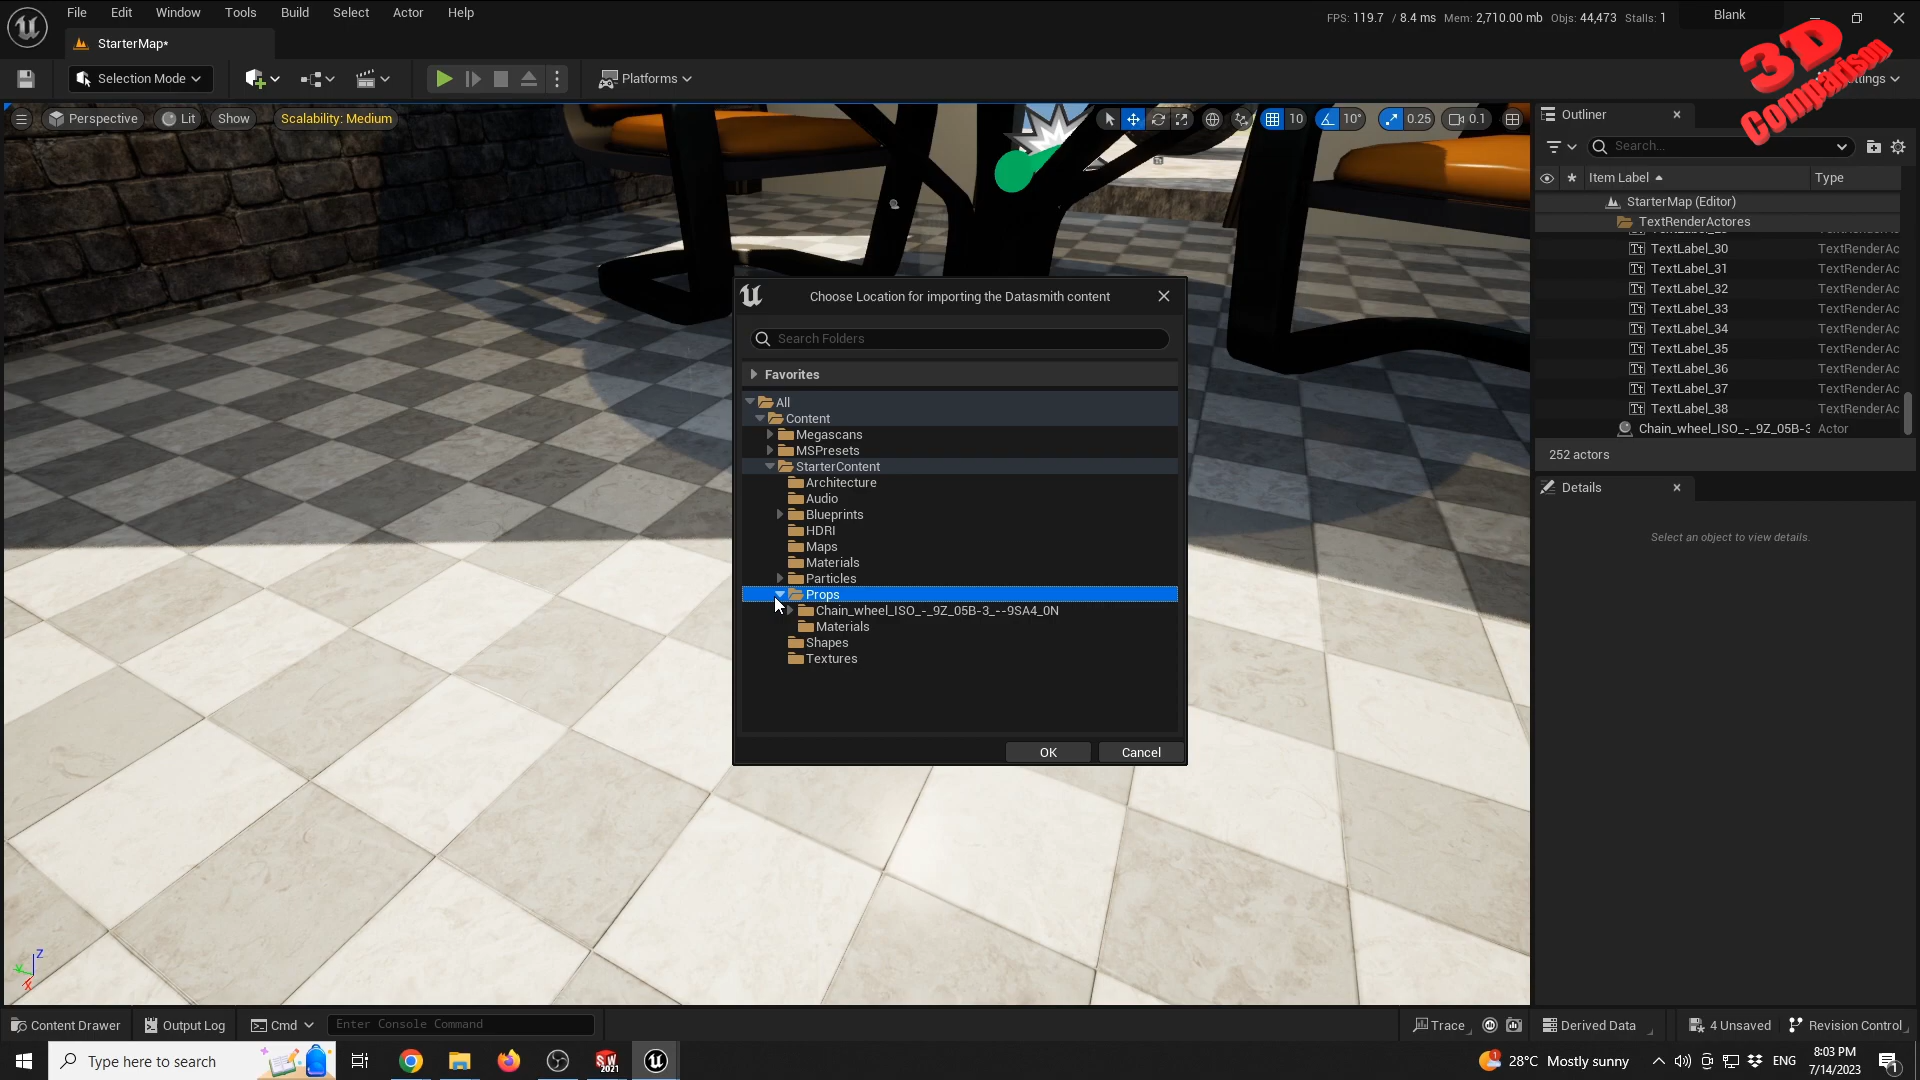 File Edit Window Tools Build Select Actor Help
FPS: 119.7 / 8.4 ms Mem: 2,710.00 mb Objs: 44,473 Stalls: 1
Blank
StarterMap*
3D Comparison
Selection Mode
Platforms
Perspective Lit Show Scalability: Medium
10 10° 0.25 0.1
Outliner
Search...
Item Label Type
StarterMap (Editor)
TextRenderActores
TextLabel_30 TextRenderAc
TextLabel_31 TextRenderAc
TextLabel_32 TextRenderAc
TextLabel_33 TextRenderAc
TextLabel_34 TextRenderAc
TextLabel_35 TextRenderAc
TextLabel_36 TextRenderAc
TextLabel_37 TextRenderAc
TextLabel_38 TextRenderAc
Chain_wheel_ISO_-_9Z_05B-3 Actor
252 actors
Details
Select an object to view details.
Choose Location for importing the Datasmith content
Search Folders
Favorites
All
Content
Megascans
MSPresets
StarterContent
Architecture
Audio
Blueprints
HDRI
Maps
Materials
Particles
Props
Chain_wheel_ISO_-_9Z_05B-3_--9SA4_0N
Materials
Shapes
Textures
OK Cancel
Z
Y
X
Content Drawer Output Log Cmd Enter Console Command
Trace Derived Data 4 Unsaved Revision Control
Type here to search
SW 2021
28°C Mostly sunny
ENG
8:03 PM
7/14/2023
1